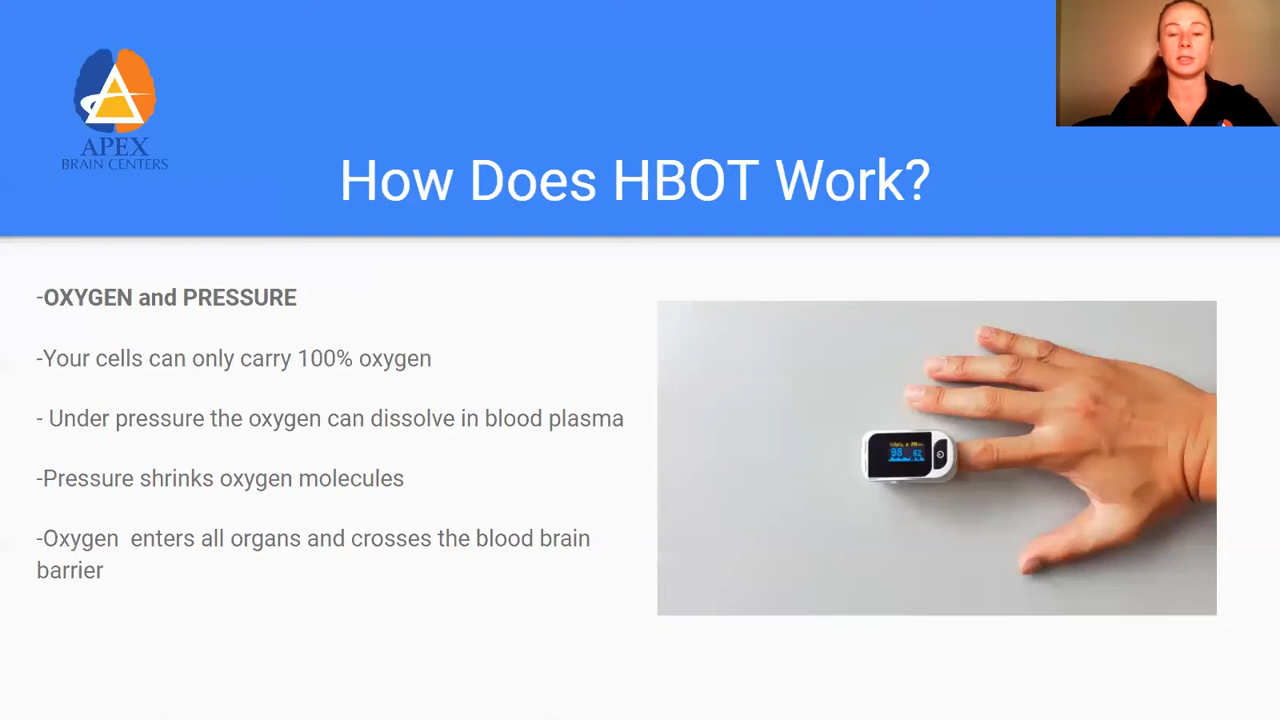 APEX
BRAIN CENTERS
How Does HBOT Work?
-OXYGEN and PRESSURE
-Your cells can only carry 100% oxygen
- Under pressure the oxygen can dissolve in blood plasma
-Pressure shrinks oxygen molecules
-Oxygen  enters all organs and crosses the blood brain
barrier
98 62